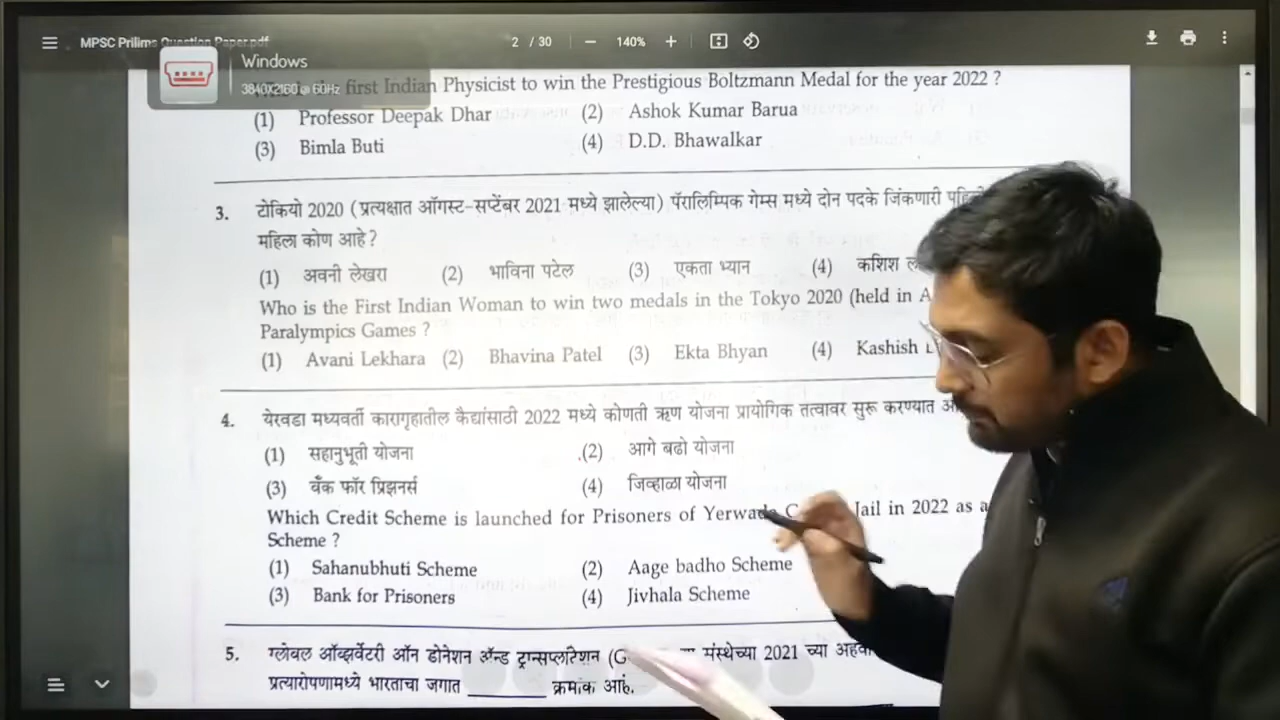 MPSC Prilims Question Paper.pdf
2 / 30
140%
Windows
3840X2160 @ 60Hz
first Indian Physicist to win the Prestigious Boltzmann Medal for the year 2022 ?
(1) Professor Deepak Dhar (2) Ashok Kumar Barua
(3) Bimla Buti (4) D.D. Bhawalkar
3. टोकियो 2020 (प्रत्यक्षात ऑगस्ट-सप्टेंबर 2021 मध्ये झालेल्या) पॅरालिम्पिक गेम्स मध्ये दोन पदके जिंकणारी
महिला कोण आहे ?
(1) अवनी लेखरा (2) भाविना पटेल (3) एकता भ्यान (4) कशिश
Who is the First Indian Woman to win two medals in the Tokyo 2020 (held in
Paralympics Games ?
(1) Avani Lekhara (2) Bhavina Patel (3) Ekta Bhyan (4) Kashish
4. येरवडा मध्यवर्ती कारागृहातील कैद्यांसाठी 2022 मध्ये कोणती ऋण योजना प्रायोगिक तत्वावर सुरू करण्यात
(1) सहानुभूती योजना (2) आगे बढो योजना
(3) बँक फॉर प्रिझनर्स (4) जिव्हाळा योजना
Which Credit Scheme is launched for Prisoners of Yerwada Jail in 2022 as a
Scheme ?
(1) Sahanubhuti Scheme (2) Aage badho Scheme
(3) Bank for Prisoners (4) Jivhala Scheme
5. ग्लोबल ऑब्झर्वेटरी ऑन डोनेशन ॲन्ड ट्रान्सप्लांटेशन (G संस्थेच्या 2021 च्या
प्रत्यारोपणामध्ये भारताचा जगात ________ क्रमांक आहे.